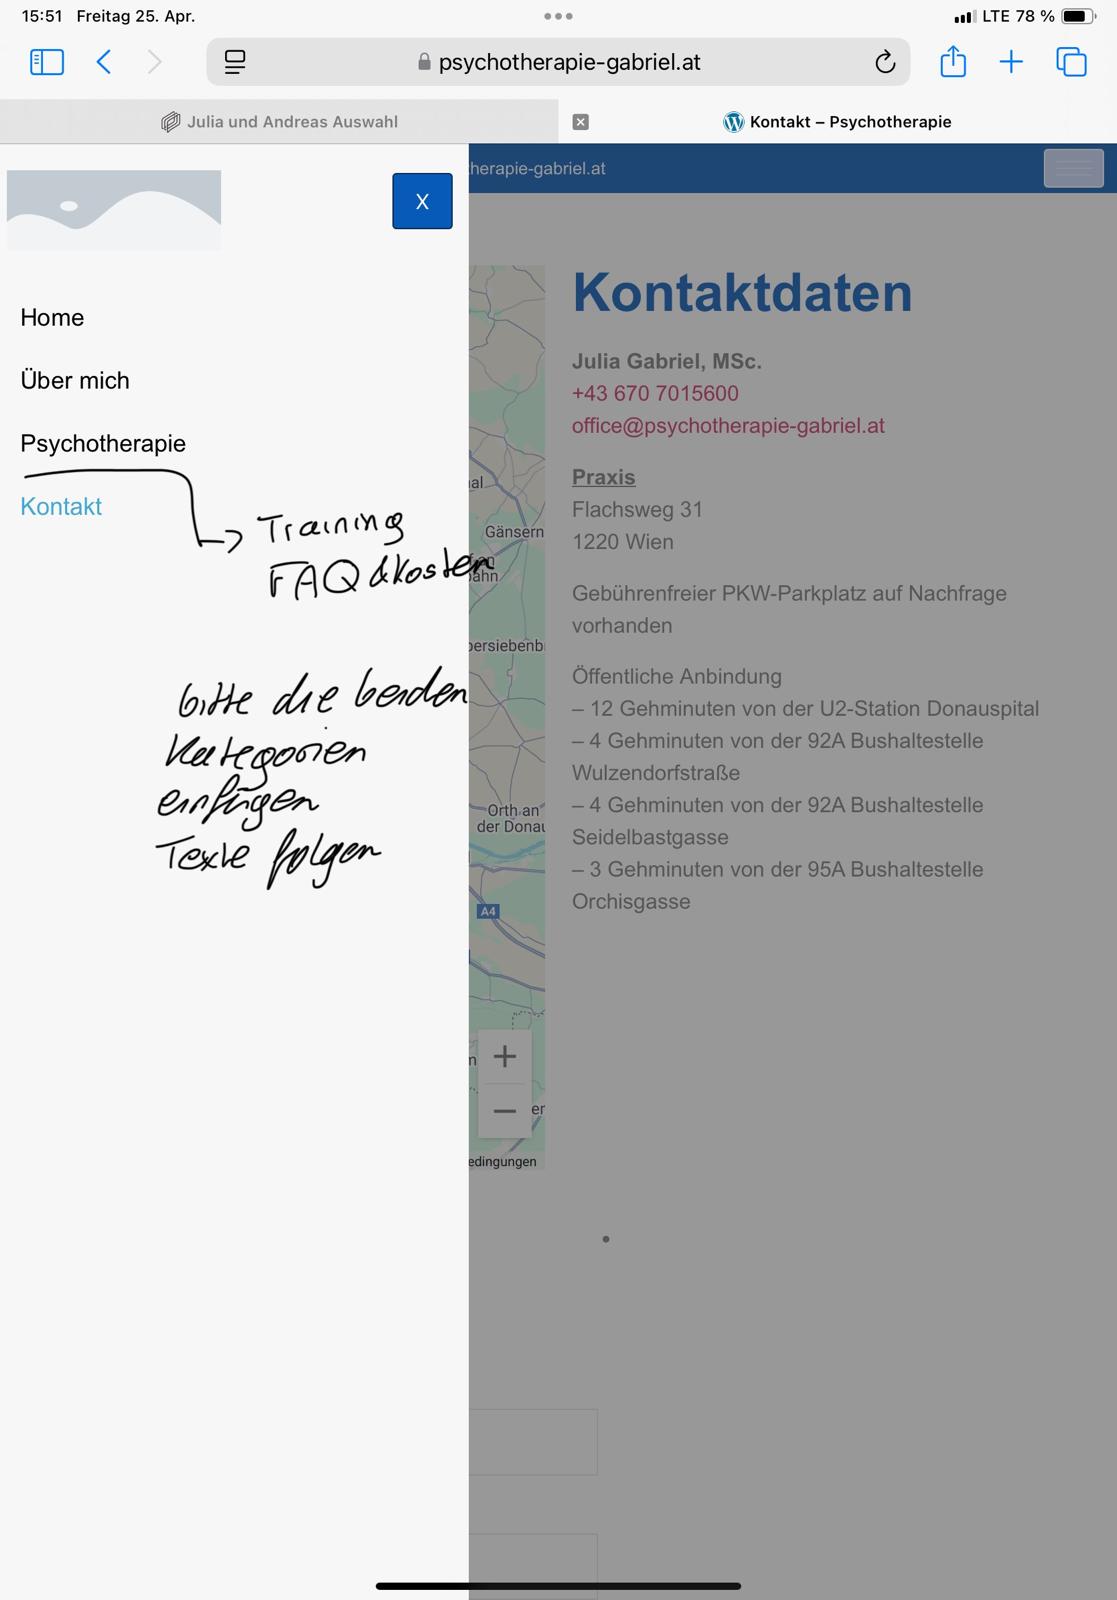 15:51 Freitag 25. Apr.
LTE 78 %
psychotherapie-gabriel.at
Julia und Andreas Auswahl
Kontakt – Psychotherapie
herapie-gabriel.at
X
Home
Über mich
Psychotherapie
Kontakt
Training
FAQ & Kosten
bitte die beiden
Kategorien
einfügen
Texte folgen
Kontaktdaten
Julia Gabriel, MSc.
+43 670 7015600
office@psychotherapie-gabriel.at
Praxis
Flachsweg 31
1220 Wien
Gebührenfreier PKW-Parkplatz auf Nachfrage
vorhanden
Öffentliche Anbindung
– 12 Gehminuten von der U2-Station Donauspital
– 4 Gehminuten von der 92A Bushaltestelle
Wulzendorfstraße
– 4 Gehminuten von der 92A Bushaltestelle
Seidelbastgasse
– 3 Gehminuten von der 95A Bushaltestelle
Orchisgasse
al
Gänsern
ahn
ersiebenb
Orth an
der Donau
A4
+
–
er
edingungen